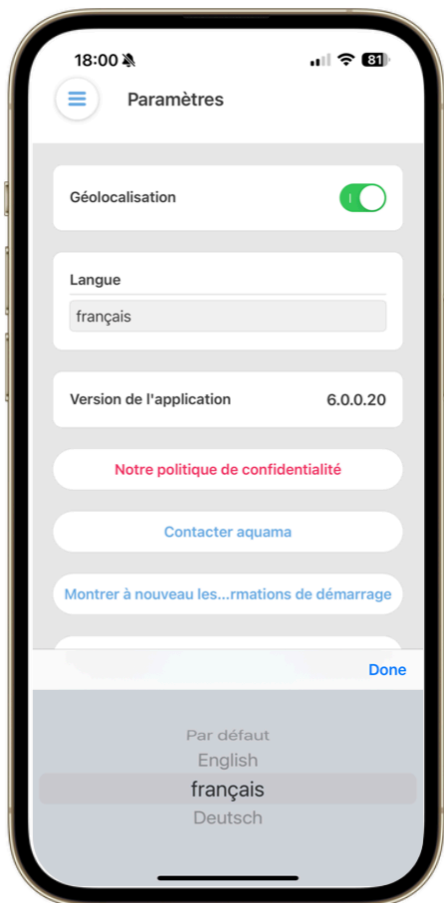 18:00
81
Paramètres
Géolocalisation
Langue
français
Version de l'application 6.0.0.20
Notre politique de confidentialité
Contacter aquama
Montrer à nouveau les...rmations de démarrage
Done
Par défaut
English
français
Deutsch